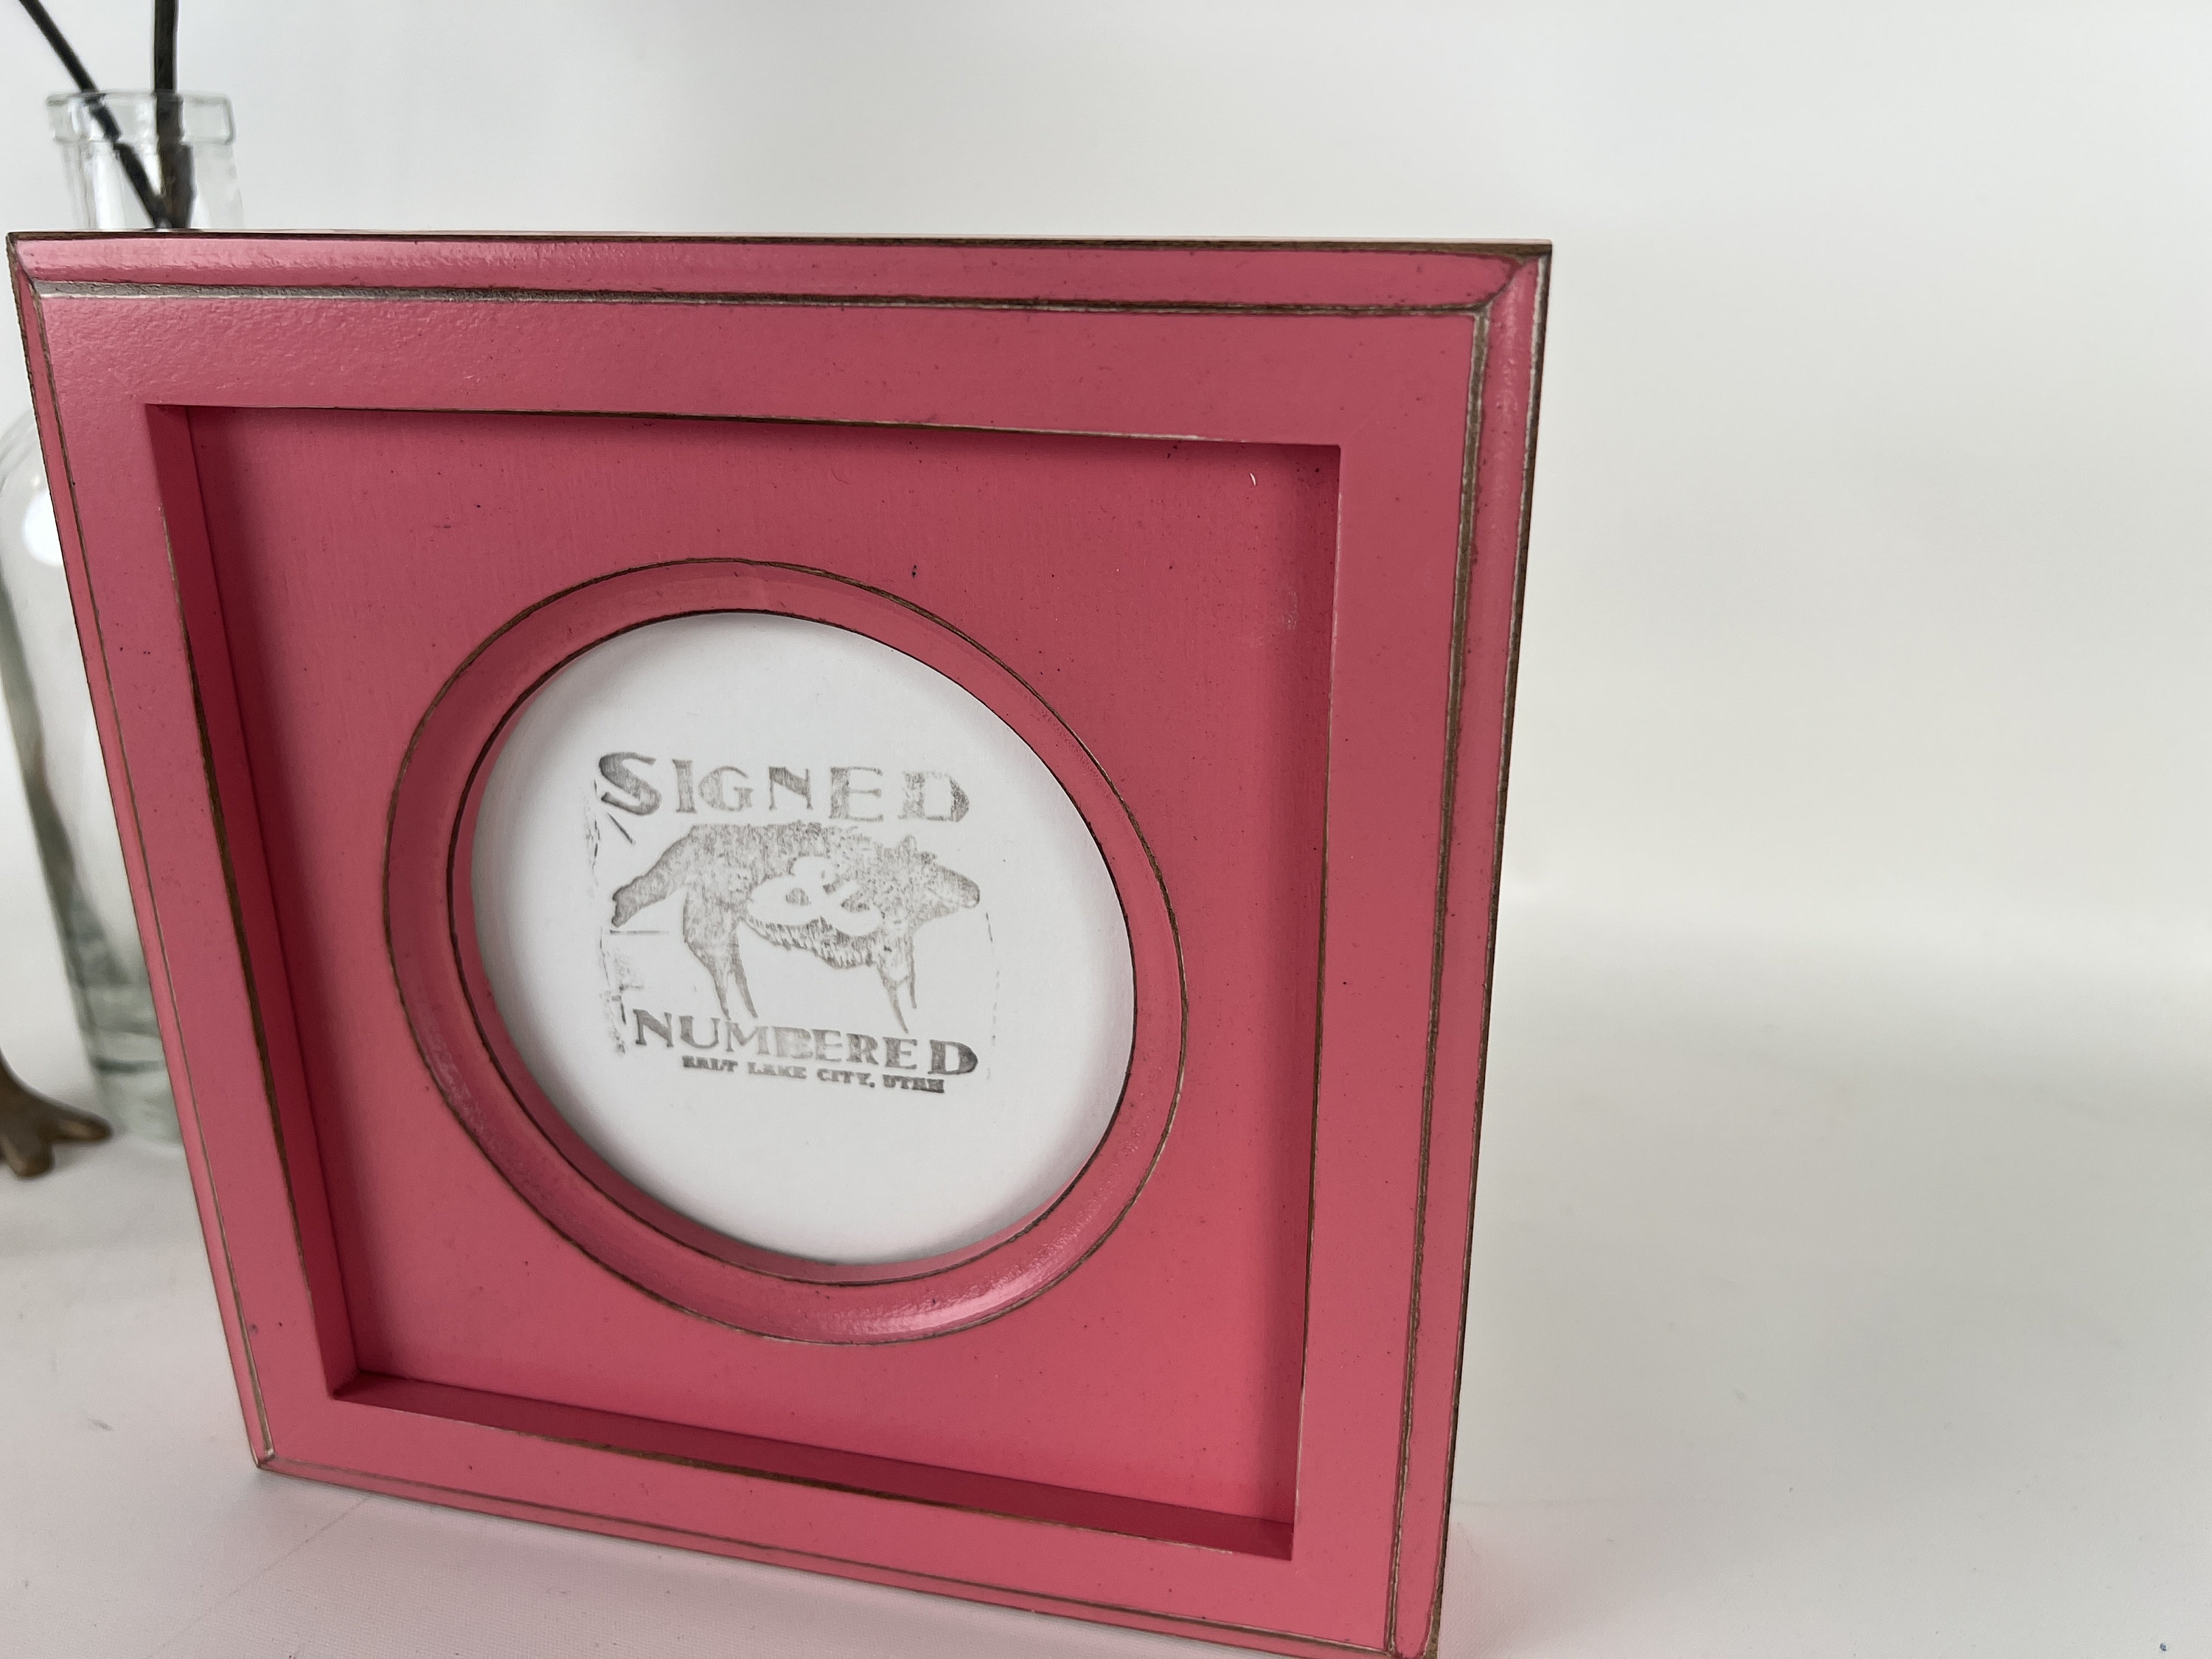 SIGNED
&
NUMBERED
SALT LAKE CITY, UTAH